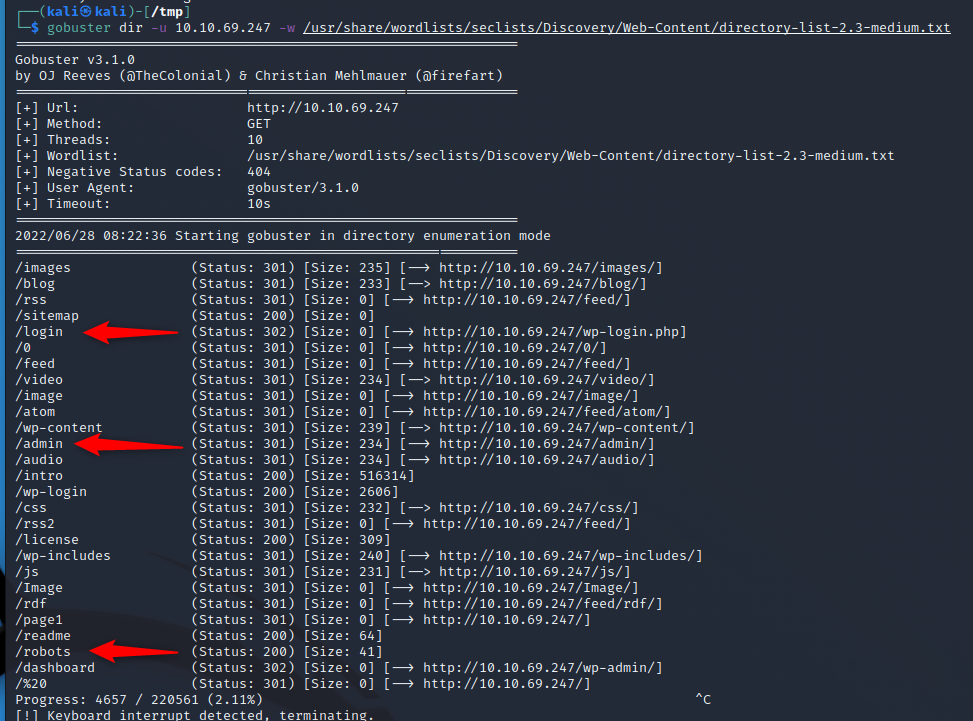 ┌──(kali㉿kali)-[/tmp]
└─$ gobuster dir -u 10.10.69.247 -w /usr/share/wordlists/seclists/Discovery/Web-Content/directory-list-2.3-medium.txt
===============================================================
Gobuster v3.1.0
by OJ Reeves (@TheColonial) & Christian Mehlmauer (@firefart)
===============================================================
[+] Url:                     http://10.10.69.247
[+] Method:                  GET
[+] Threads:                 10
[+] Wordlist:                /usr/share/wordlists/seclists/Discovery/Web-Content/directory-list-2.3-medium.txt
[+] Negative Status codes:   404
[+] User Agent:              gobuster/3.1.0
[+] Timeout:                 10s
===============================================================
2022/06/28 08:22:36 Starting gobuster in directory enumeration mode
===============================================================
/images               (Status: 301) [Size: 235] [--> http://10.10.69.247/images/]
/blog                 (Status: 301) [Size: 233] [--> http://10.10.69.247/blog/]
/rss                  (Status: 301) [Size: 0] [--> http://10.10.69.247/feed/]
/sitemap              (Status: 200) [Size: 0]
/login                (Status: 302) [Size: 0] [--> http://10.10.69.247/wp-login.php]
/0                    (Status: 301) [Size: 0] [--> http://10.10.69.247/0/]
/feed                 (Status: 301) [Size: 0] [--> http://10.10.69.247/feed/]
/video                (Status: 301) [Size: 234] [--> http://10.10.69.247/video/]
/image                (Status: 301) [Size: 0] [--> http://10.10.69.247/image/]
/atom                 (Status: 301) [Size: 0] [--> http://10.10.69.247/feed/atom/]
/wp-content           (Status: 301) [Size: 239] [--> http://10.10.69.247/wp-content/]
/admin                (Status: 301) [Size: 234] [--> http://10.10.69.247/admin/]
/audio                (Status: 301) [Size: 234] [--> http://10.10.69.247/audio/]
/intro                (Status: 200) [Size: 516314]
/wp-login             (Status: 200) [Size: 2606]
/css                  (Status: 301) [Size: 232] [--> http://10.10.69.247/css/]
/rss2                 (Status: 301) [Size: 0] [--> http://10.10.69.247/feed/]
/license              (Status: 200) [Size: 309]
/wp-includes          (Status: 301) [Size: 240] [--> http://10.10.69.247/wp-includes/]
/js                   (Status: 301) [Size: 231] [--> http://10.10.69.247/js/]
/Image                (Status: 301) [Size: 0] [--> http://10.10.69.247/Image/]
/rdf                  (Status: 301) [Size: 0] [--> http://10.10.69.247/feed/rdf/]
/page1                (Status: 301) [Size: 0] [--> http://10.10.69.247/]
/readme               (Status: 200) [Size: 64]
/robots               (Status: 200) [Size: 41]
/dashboard            (Status: 302) [Size: 0] [--> http://10.10.69.247/wp-admin/]
/%20                  (Status: 301) [Size: 0] [--> http://10.10.69.247/]
Progress: 4657 / 220561 (2.11%)                                                       ^C
[!] Keyboard interrupt detected, terminating.